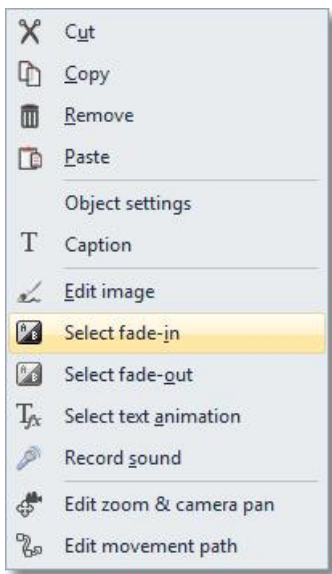 Cut
Copy
Remove
Paste
Object settings
T Caption
Edit image
Select fade-in
Select fade-out
Select text animation
Record sound
Edit zoom & camera pan
Edit movement path